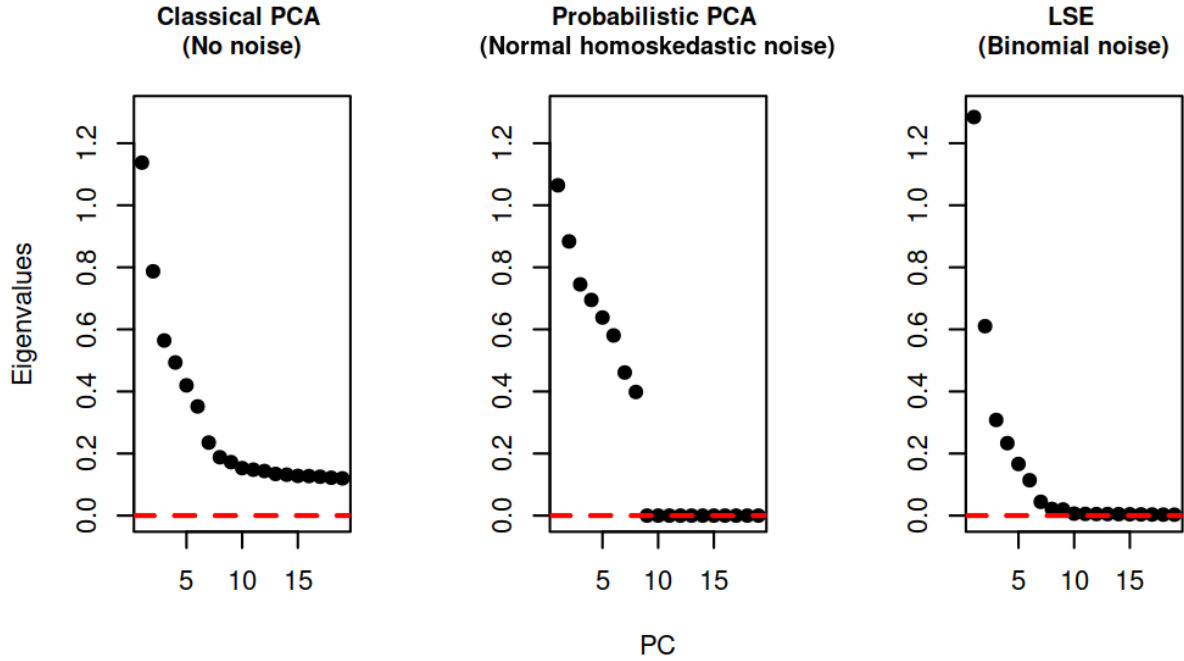 Classical PCA
(No noise)
Probabilistic PCA
(Normal homoskedastic noise)
LSE
(Binomial noise)
Eigenvalues
0.0 0.2 0.4 0.6 0.8 1.0 1.2
5 10 15
0.0 0.2 0.4 0.6 0.8 1.0 1.2
5 10 15
0.0 0.2 0.4 0.6 0.8 1.0 1.2
5 10 15
PC